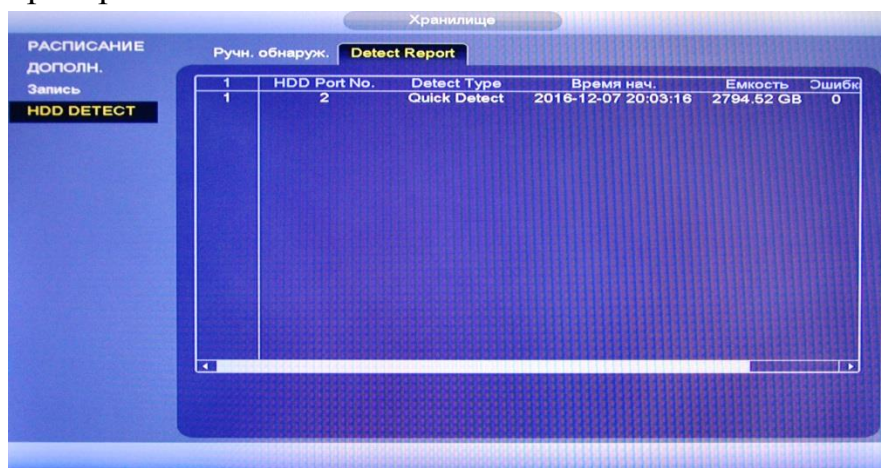 Хранилище
РАСПИСАНИЕ
ДОПОЛН.
Запись
HDD DETECT
Ручн. обнаруж. Detect Report
1 HDD Port No. Detect Type Время нач. Емкость Ошибк
1 2 Quick Detect 2016-12-07 20:03:16 2794.52 GB 0